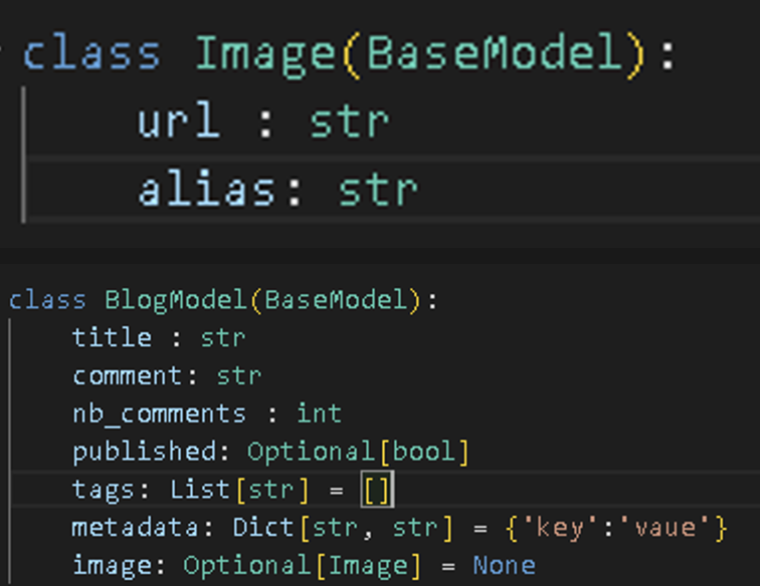 class Image(BaseModel):
url : str
alias: str
class BlogModel(BaseModel):
title : str
comment: str
nb_comments : int
published: Optional[bool]
tags: List[str] = []
metadata: Dict[str, str] = {'key':'vaue'}
image: Optional[Image] = None